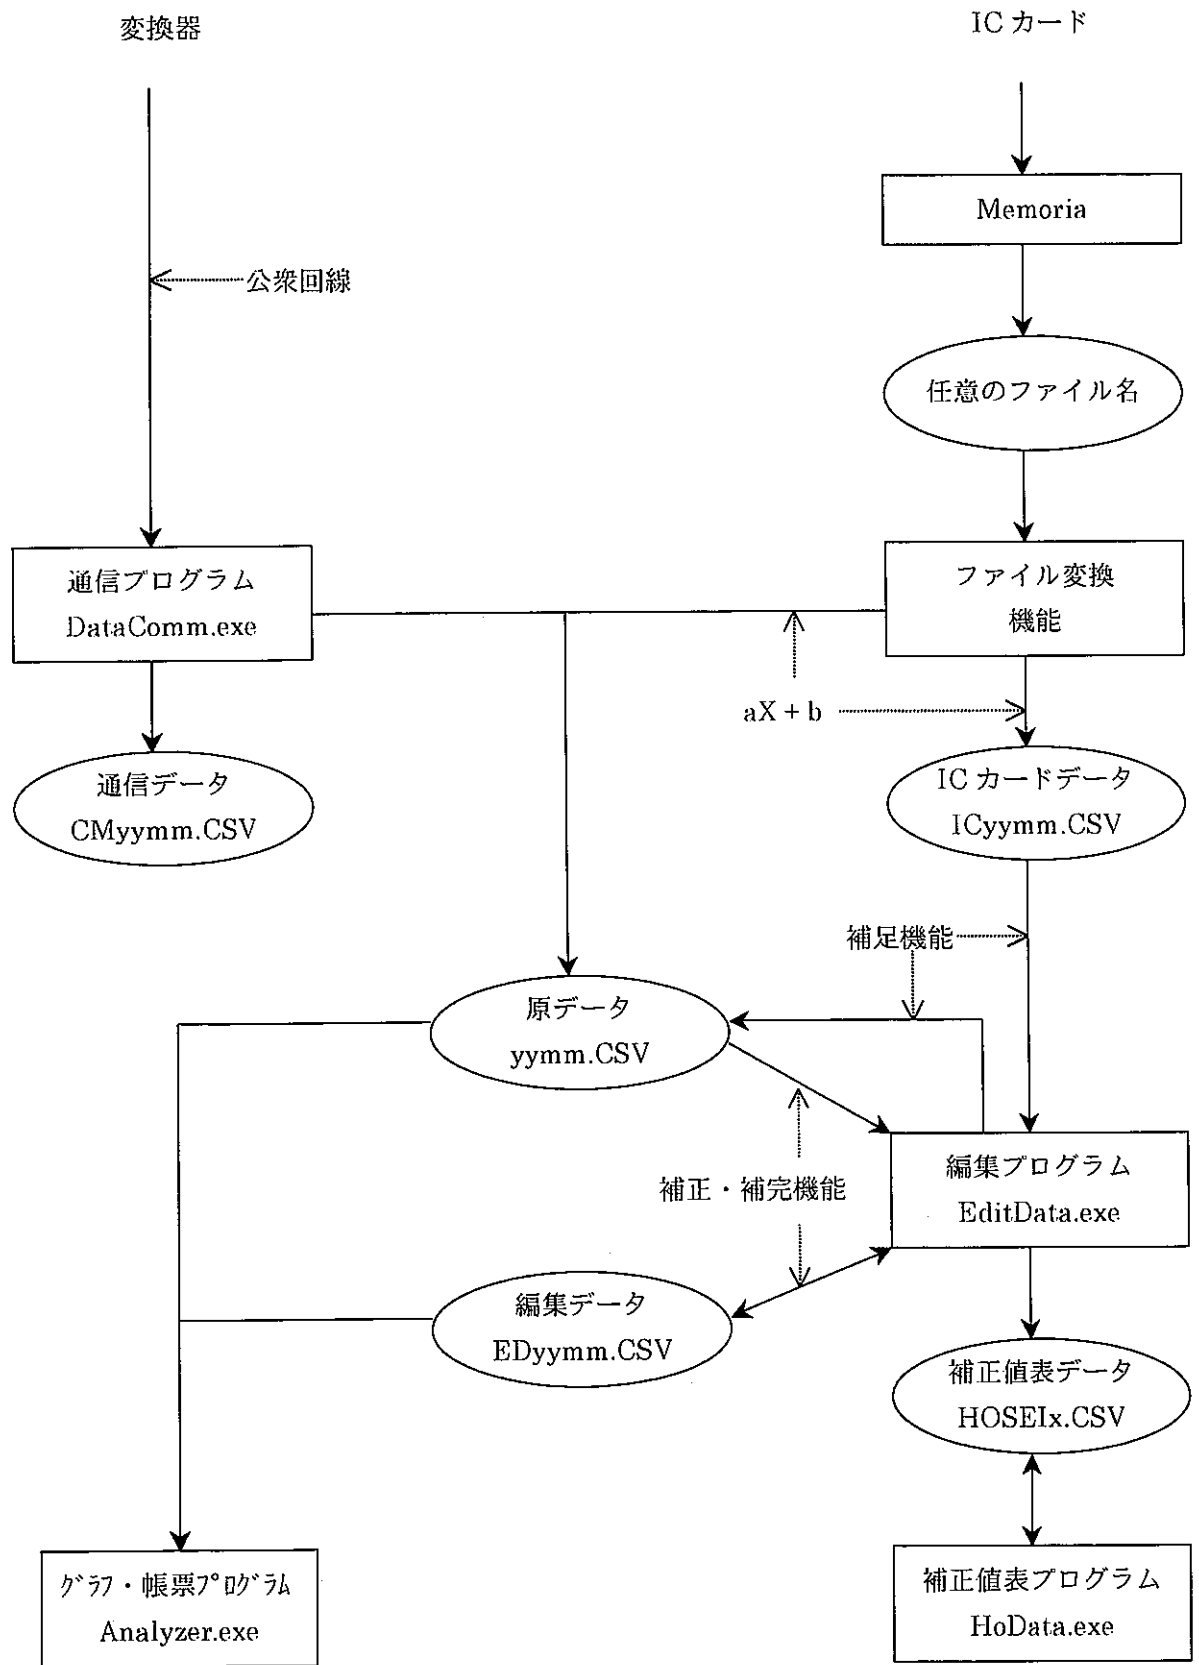 変換器
IC カード
Memoria
公衆回線
任意のファイル名
通信プログラム
DataComm.exe
ファイル変換
機能
aX + b
通信データ
CMyymm.CSV
IC カードデータ
ICyymm.CSV
補足機能
原データ
yymm.CSV
編集プログラム
EditData.exe
補正・補完機能
編集データ
EDyymm.CSV
補正値表データ
HOSEIx.CSV
グラフ・帳票プログラム
Analyzer.exe
補正値表プログラム
HoData.exe